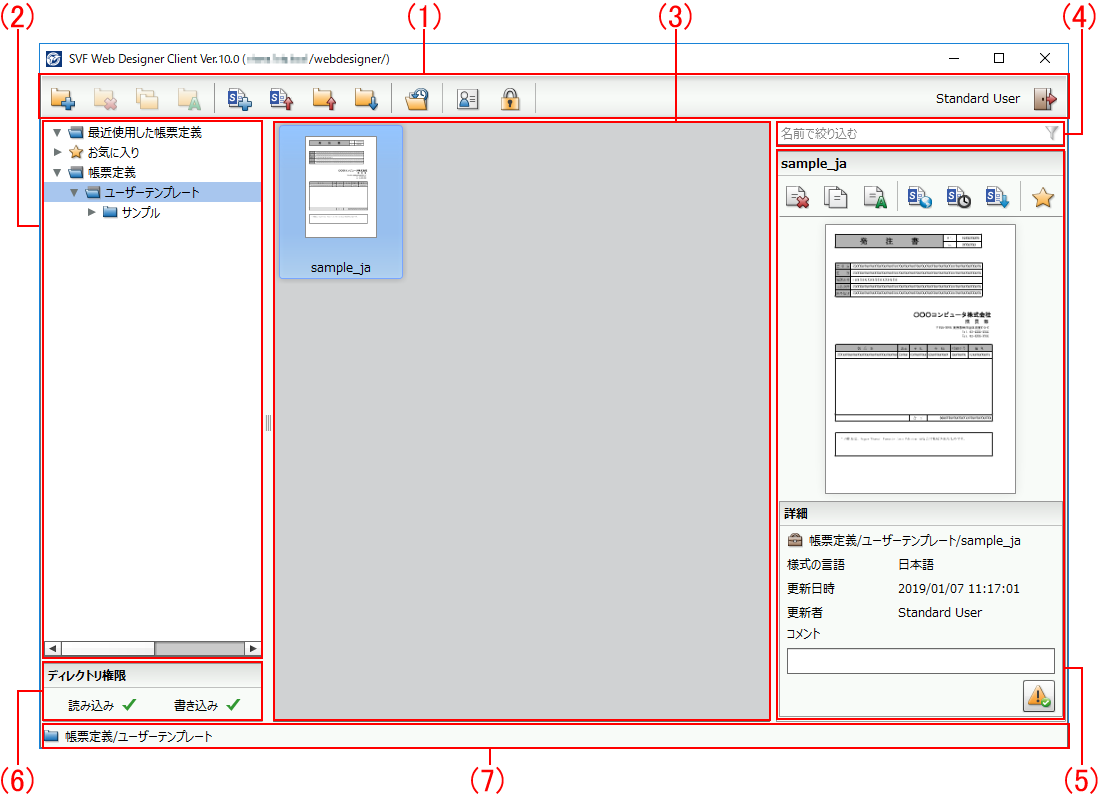 (1)
(2)
(3)
(4)
SVF Web Designer Client Ver.10.0 ( /webdesigner/)
Standard User
最近使用した帳票定義
お気に入り
帳票定義
ユーザーテンプレート
サンプル
sample_ja
名前で絞り込む
sample_ja
発 注 書
〇〇〇コンピュータ株式会社
詳細
帳票定義/ユーザーテンプレート/sample_ja
様式の言語 日本語
更新日時 2019/01/07 11:17:01
更新者 Standard User
コメント
ディレクトリ権限
読み込み 書き込み
帳票定義/ユーザーテンプレート
(5)
(6)
(7)